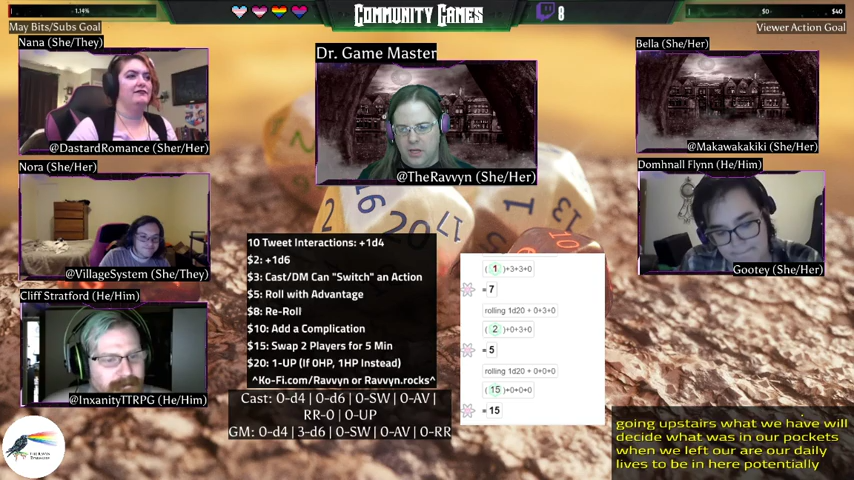 1.14%
COMMUNITY GAMES
8
$0
$40
May Bits/Subs Goal
Viewer Action Goal
Nana (She/They)
@DastardRomance (Sher/Her)
Dr. Game Master
@TheRavvyn (She/Her)
Bella (She/Her)
@Makawakakiki (She/Her)
Nora (She/Her)
@VillageSystem (She/They)
Domhnall Flynn (He/Him)
Gootey (She/Her)
Cliff Stratford (He/Him)
@InxanityTTRPG (He/Him)
10 Tweet Interactions: +1d4
$2: +1d6
$3: Cast/DM Can "Switch" an Action
$5: Roll with Advantage
$8: Re-Roll
$10: Add a Complication
$15: Swap 2 Players for 5 Min
$20: 1-UP (If 0HP, 1HP Instead)
^Ko-Fi.com/Ravvyn or Ravvyn.rocks^
Cast: 0-d4 | 0-d6 | 0-SW | 0-AV |
RR-0 | 0-UP
GM: 0-d4 | 3-d6 | 0-SW | 0-AV | 0-RR
(1)+3+3+0
= 7
rolling 1d20 + 0+3+0
(2)+0+3+0
= 5
rolling 1d20 + 0+0+0
(15)+0+0+0
= 15
going upstairs what we have will
decide what was in our pockets
when we left our are our daily
lives to be in here potentially
2
16
20
17
1
13
10